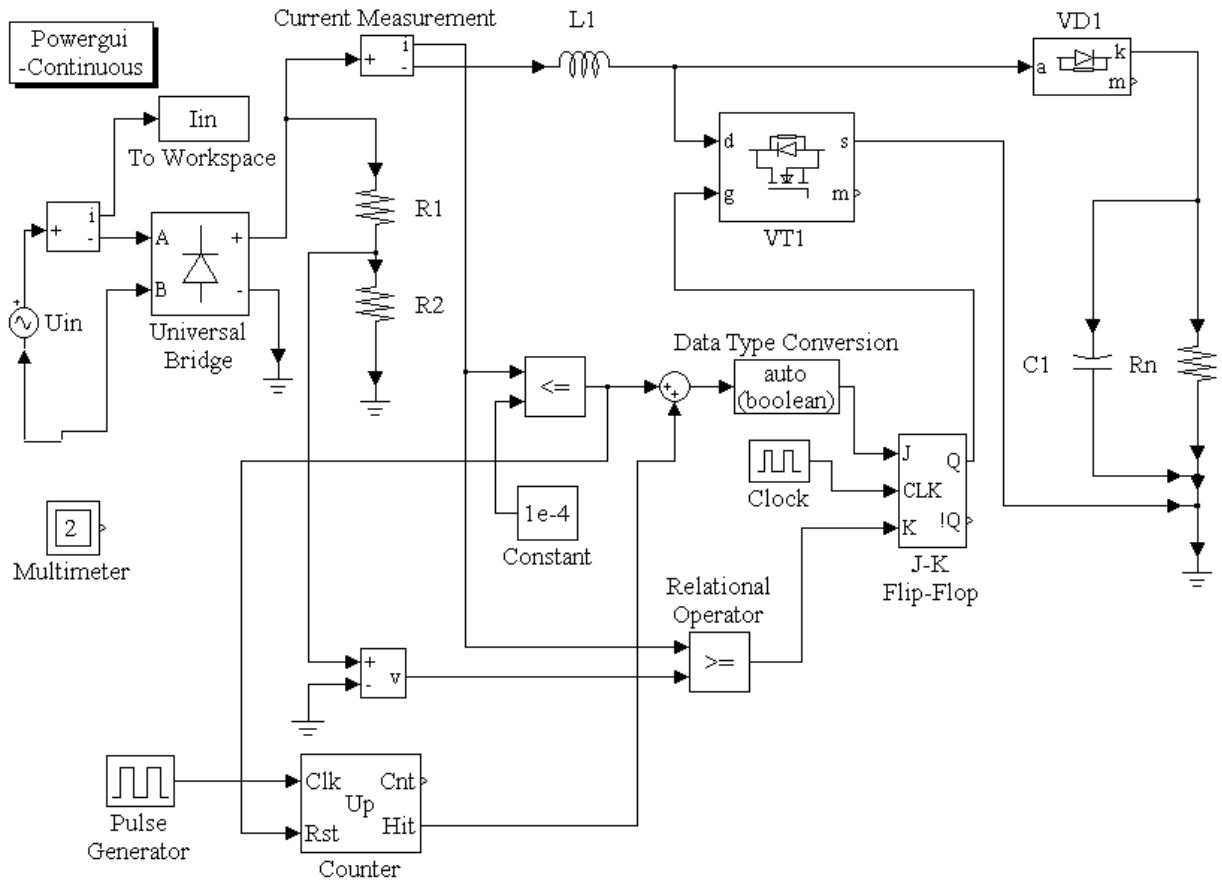 Powergui
-Continuous
Current Measurement
+
i
-
L1
VD1
a
k
m
Iin
To Workspace
+
i
-
A
B
+
-
Universal
Bridge
+
Uin
R1
R2
d
g
s
m
VT1
C1
Rn
<=
+
+
Data Type Conversion
auto
(boolean)
Clock
J
CLK
K
Q
!Q
J-K
Flip-Flop
1e-4
Constant
2
Multimeter
Relational
Operator
>=
+
-
v
Pulse
Generator
Clk
Rst
Up
Cnt
Hit
Counter